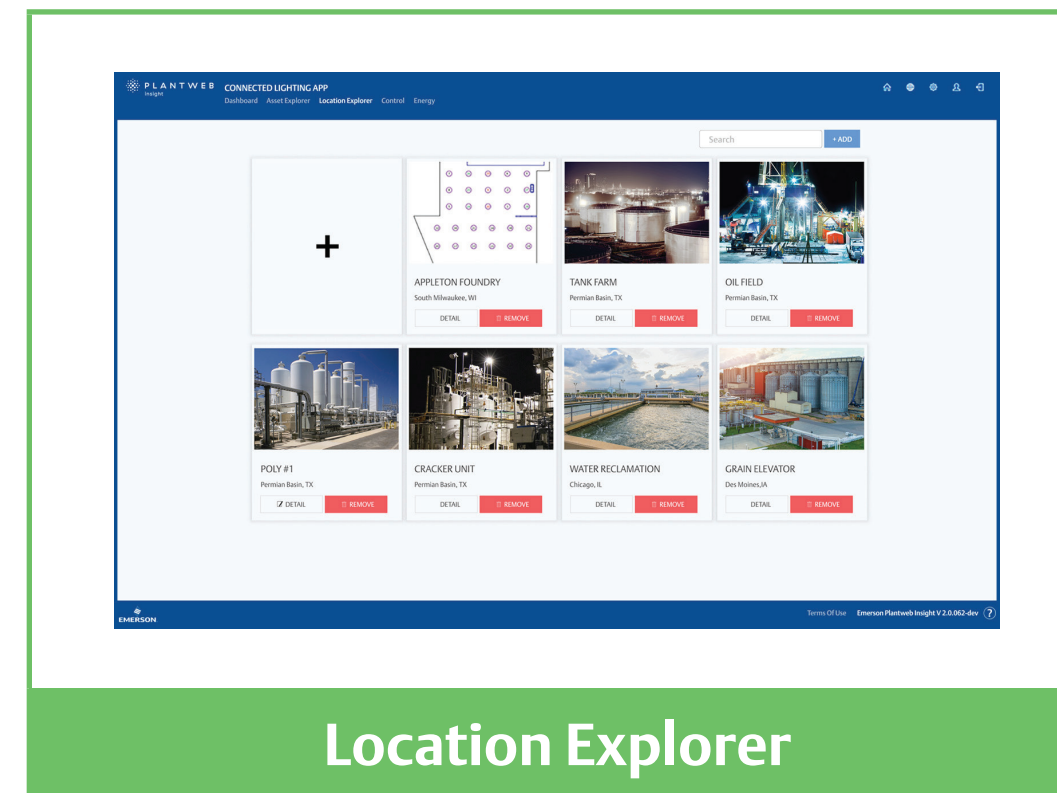 PLANTWEB
Insight
CONNECTED LIGHTING APP
Dashboard Asset Explorer Location Explorer Control Energy
Search
+ ADD
+
APPLETON FOUNDRY
South Milwaukee, WI
DETAIL REMOVE
TANK FARM
Permian Basin, TX
DETAIL REMOVE
OIL FIELD
Permian Basin, TX
DETAIL REMOVE
POLY #1
Permian Basin, TX
DETAIL REMOVE
CRACKER UNIT
Permian Basin, TX
DETAIL REMOVE
WATER RECLAMATION
Chicago, IL
DETAIL REMOVE
GRAIN ELEVATOR
Des Moines,IA
DETAIL REMOVE
EMERSON
Terms Of Use Emerson Plantweb Insight V 2.0.062-dev ?
Location Explorer